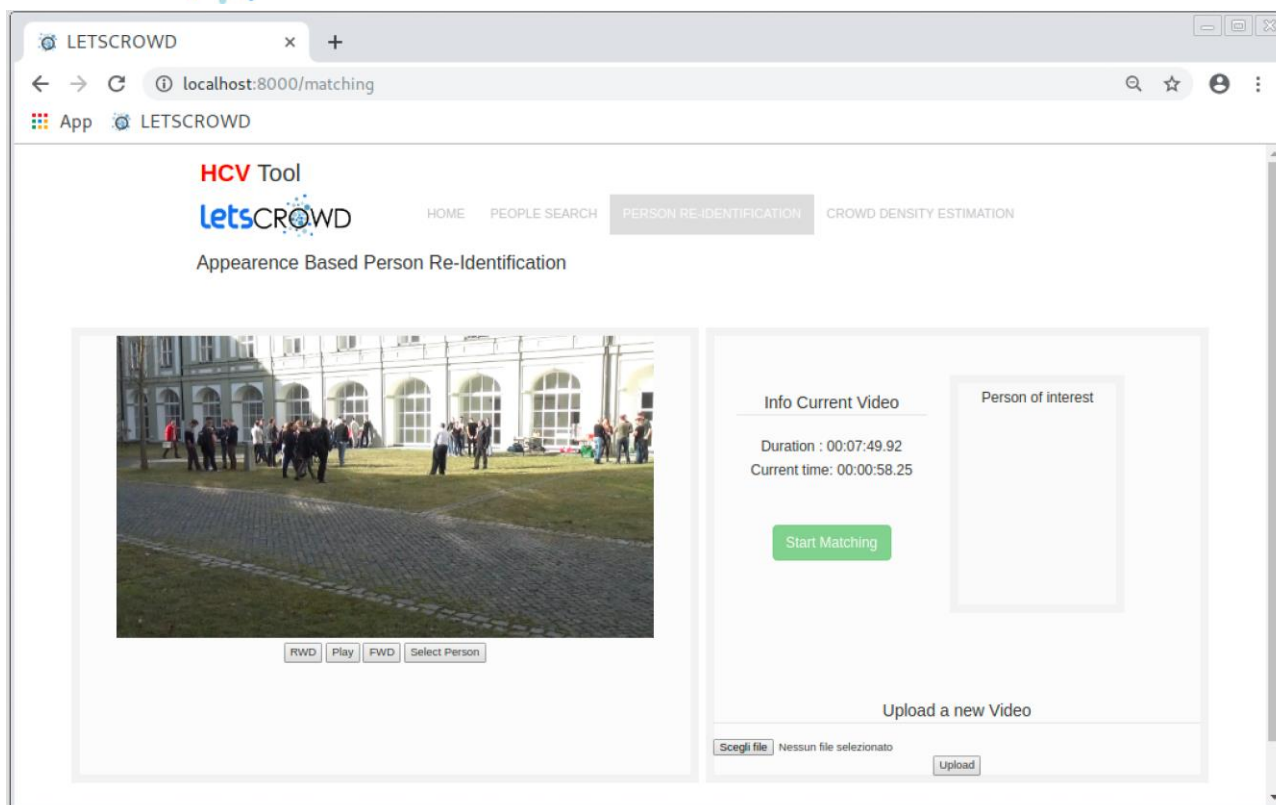 LETSCROWD
localhost:8000/matching
App LETSCROWD
HCV Tool
LetsCROWD
HOME PEOPLE SEARCH PERSON RE-IDENTIFICATION CROWD DENSITY ESTIMATION
Appearence Based Person Re-Identification
RWD Play FWD Select Person
Info Current Video
Duration : 00:07:49.92
Current time: 00:00:58.25
Start Matching
Person of interest
Upload a new Video
Scegli file Nessun file selezionato
Upload